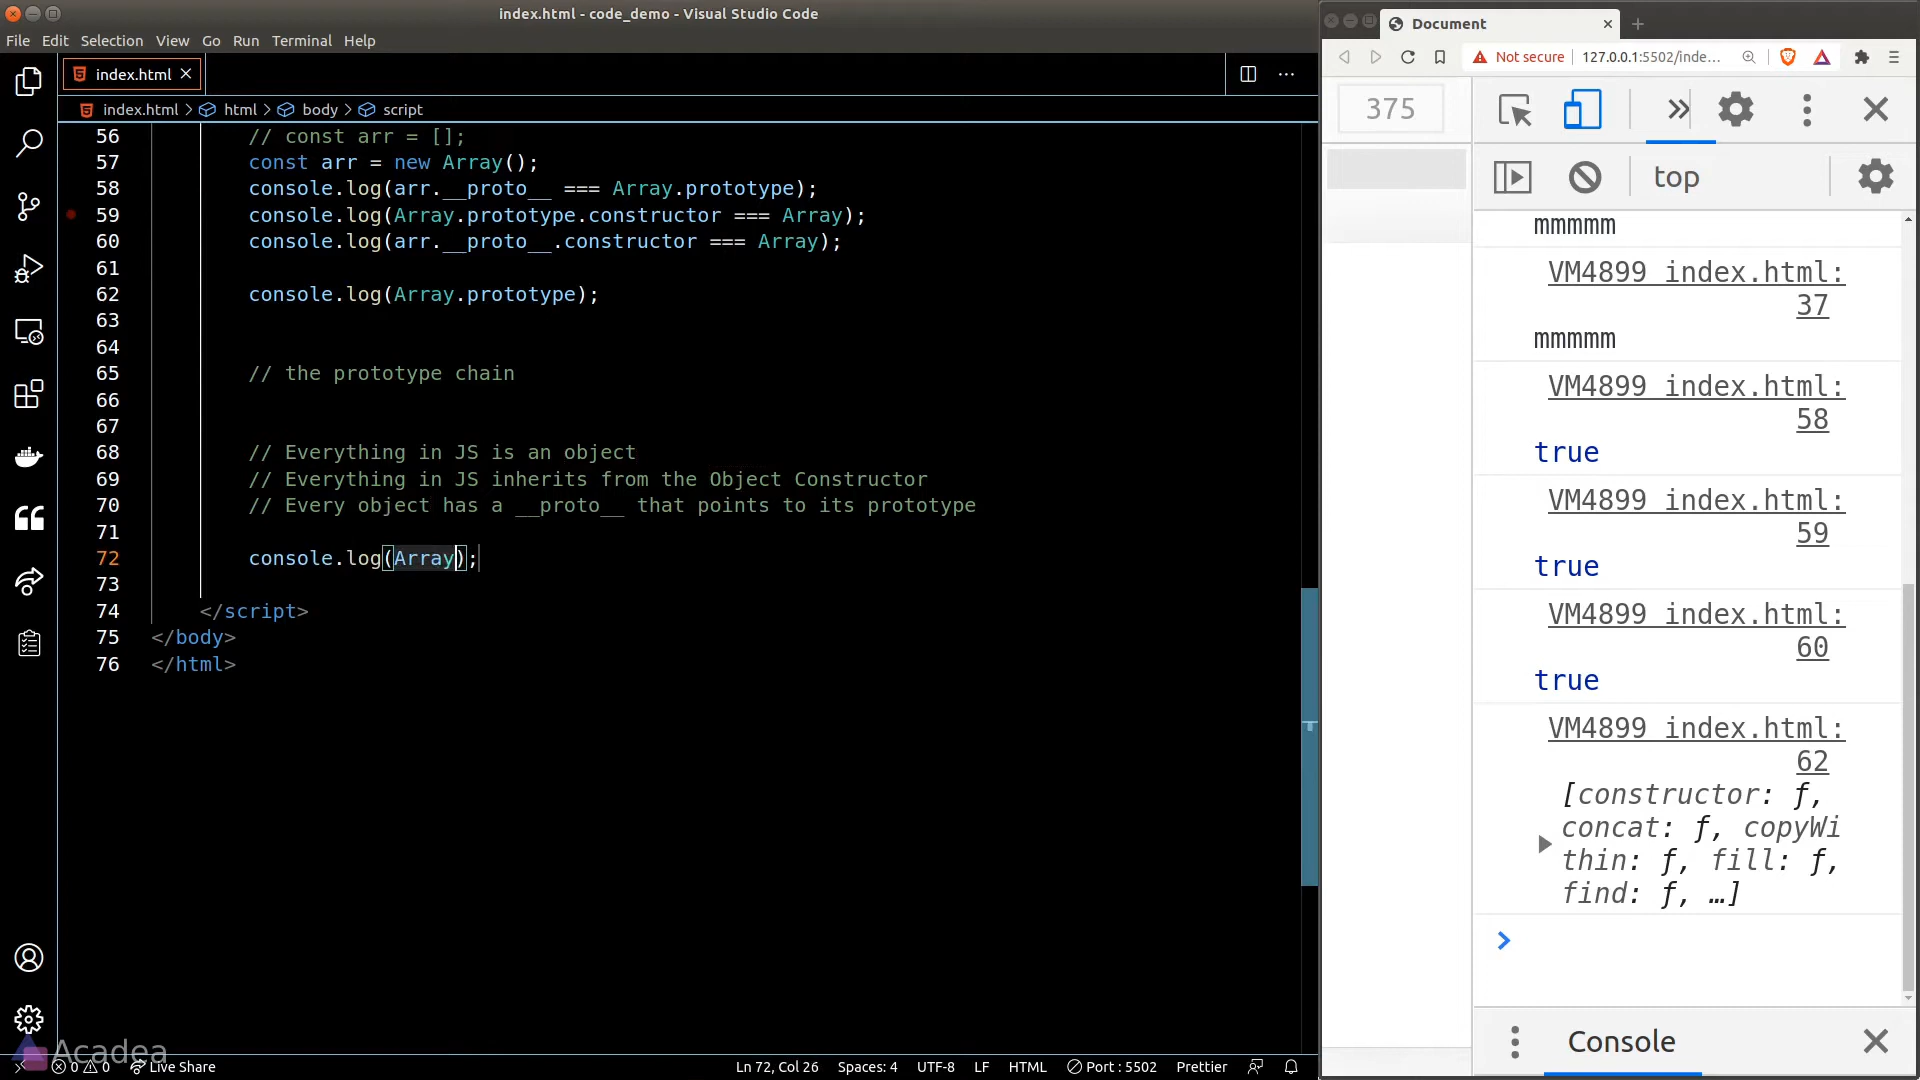 index.html - code_demo - Visual Studio Code
File Edit Selection View Go Run Terminal Help
index.html
index.html > html > body > script
56 // const arr = [];
57 const arr = new Array();
58 console.log(arr.__proto__ === Array.prototype);
59 console.log(Array.prototype.constructor === Array);
60 console.log(arr.__proto__.constructor === Array);
61
62 console.log(Array.prototype);
63
64
65 // the prototype chain
66
67
68 // Everything in JS is an object
69 // Everything in JS inherits from the Object Constructor
70 // Every object has a __proto__ that points to its prototype
71
72 console.log(Array);
73
74 </script>
75 </body>
76 </html>
Acadea
0 0 Live Share
Ln 72, Col 26 Spaces: 4 UTF-8 LF HTML Port : 5502 Prettier
Document
Not secure 127.0.0.1:5502/inde...
375
top
mmmmm
VM4899 index.html:
37
mmmmm
VM4899 index.html:
58
true
VM4899 index.html:
59
true
VM4899 index.html:
60
true
VM4899 index.html:
62
[constructor: ƒ,
concat: ƒ, copyWi
thin: ƒ, fill: ƒ,
find: ƒ, …]
Console